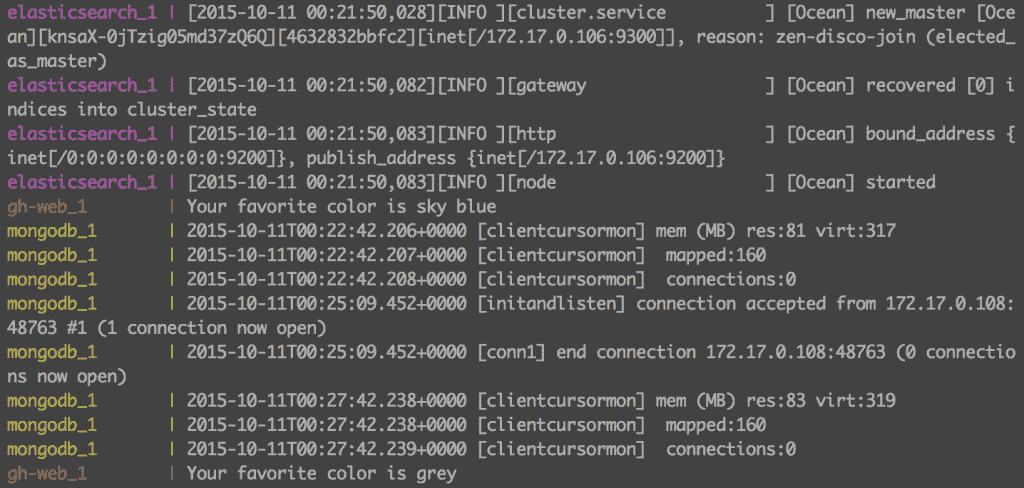 elasticsearch_1 | [2015-10-11 00:21:50,028][INFO ][cluster.service          ] [Ocean] new_master [Oce
an][knsaX-0jTzig05md37zQ6Q][4632832bbfc2][inet[/172.17.0.106:9300]], reason: zen-disco-join (elected_
as_master)
elasticsearch_1 | [2015-10-11 00:21:50,082][INFO ][gateway                  ] [Ocean] recovered [0] i
ndices into cluster_state
elasticsearch_1 | [2015-10-11 00:21:50,083][INFO ][http                     ] [Ocean] bound_address {
inet[/0:0:0:0:0:0:0:0:9200]}, publish_address {inet[/172.17.0.106:9200]}
elasticsearch_1 | [2015-10-11 00:21:50,083][INFO ][node                     ] [Ocean] started
gh-web_1        | Your favorite color is sky blue
mongodb_1       | 2015-10-11T00:22:42.206+0000 [clientcursormon] mem (MB) res:81 virt:317
mongodb_1       | 2015-10-11T00:22:42.207+0000 [clientcursormon]  mapped:160
mongodb_1       | 2015-10-11T00:22:42.208+0000 [clientcursormon]  connections:0
mongodb_1       | 2015-10-11T00:25:09.452+0000 [initandlisten] connection accepted from 172.17.0.108:
48763 #1 (1 connection now open)
mongodb_1       | 2015-10-11T00:25:09.452+0000 [conn1] end connection 172.17.0.108:48763 (0 connectio
ns now open)
mongodb_1       | 2015-10-11T00:27:42.238+0000 [clientcursormon] mem (MB) res:83 virt:319
mongodb_1       | 2015-10-11T00:27:42.238+0000 [clientcursormon]  mapped:160
mongodb_1       | 2015-10-11T00:27:42.239+0000 [clientcursormon]  connections:0
gh-web_1        | Your favorite color is grey